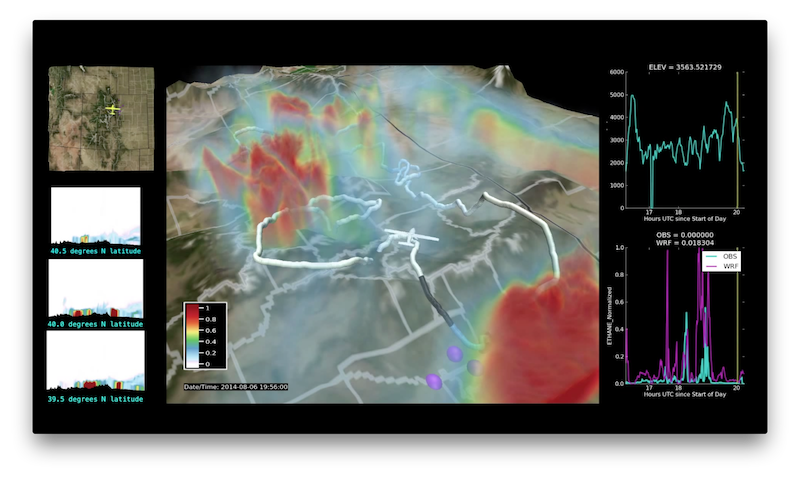 40.5 degrees N latitude
40.0 degrees N latitude
39.5 degrees N latitude
1
0.8
0.6
0.4
0.2
0
Date/Time: 2014-08-06 19:56:00
ELEV = 3563.521729
6000
5000
4000
3000
2000
1000
0
17
18
20
Hours UTC since Start of Day
OBS = 0.000000
WRF = 0.018304
OBS
WRF
ETHANE_Normalized
1.0
0.8
0.6
0.4
0.2
0.0
17
18
20
Hours UTC since Start of Day